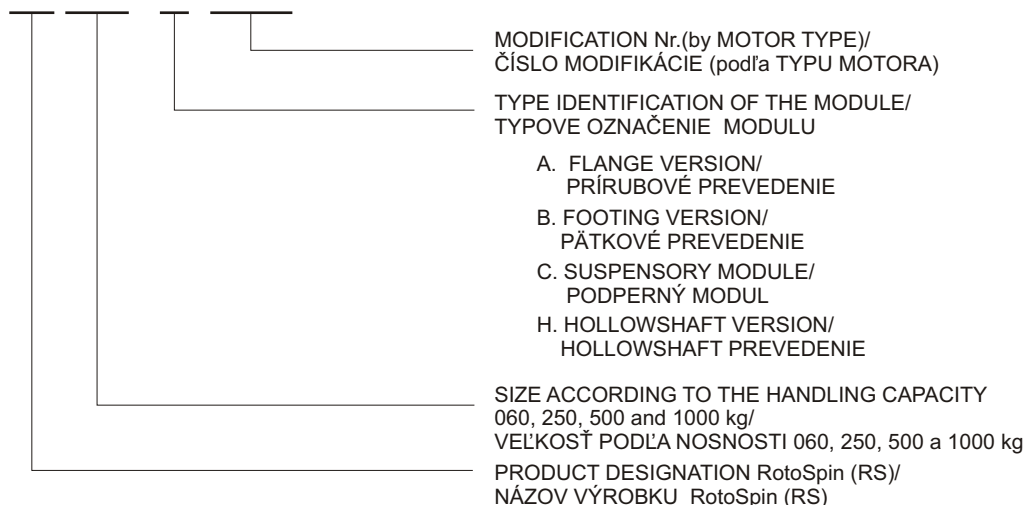 MODIFICATION Nr.(by MOTOR TYPE)/
ČÍSLO MODIFIKÁCIE (podľa TYPU MOTORA)
TYPE IDENTIFICATION OF THE MODULE/
TYPOVE OZNAČENIE MODULU
A. FLANGE VERSION/
PRÍRUBOVÉ PREVEDENIE
B. FOOTING VERSION/
PÄTKOVÉ PREVEDENIE
C. SUSPENSORY MODULE/
PODPERNÝ MODUL
H. HOLLOWSHAFT VERSION/
HOLLOWSHAFT PREVEDENIE
SIZE ACCORDING TO THE HANDLING CAPACITY
060, 250, 500 and 1000 kg/
VEĽKOSŤ PODĽA NOSNOSTI 060, 250, 500 a 1000 kg
PRODUCT DESIGNATION RotoSpin (RS)/
NÁZOV VÝROBKU RotoSpin (RS)